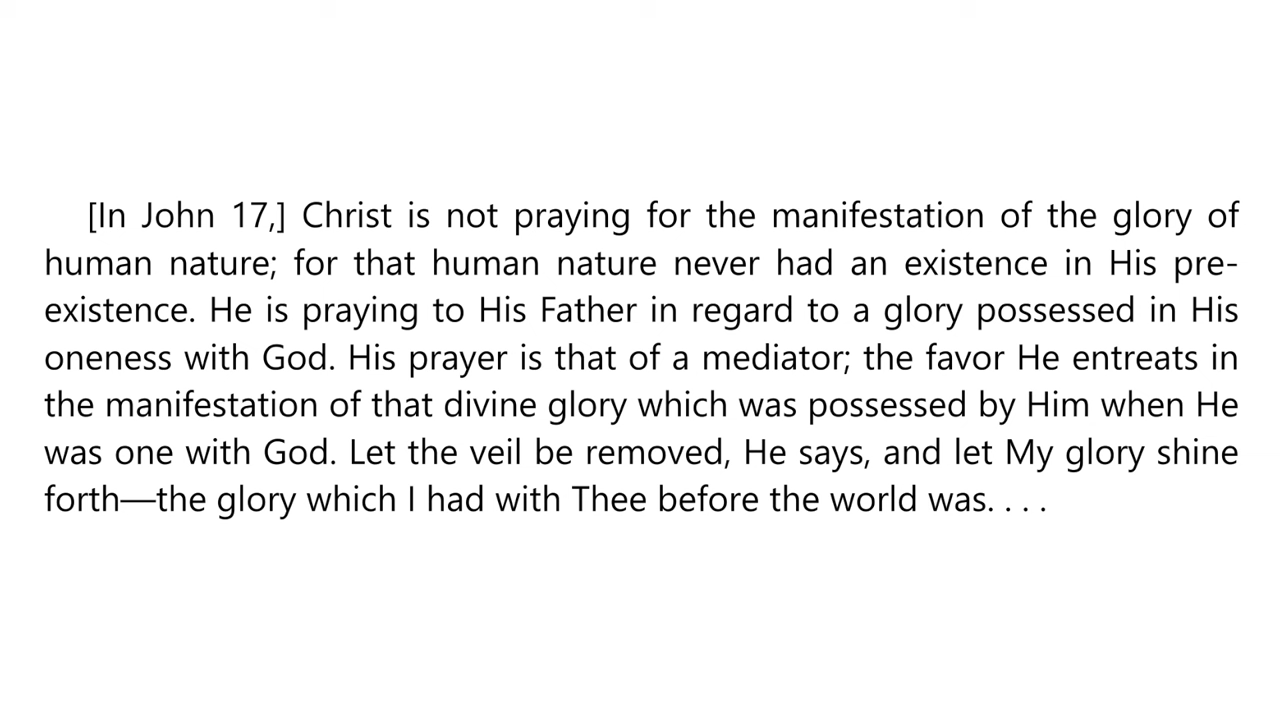 [In John 17,] Christ is not praying for the manifestation of the glory of
human nature; for that human nature never had an existence in His pre-
existence. He is praying to His Father in regard to a glory possessed in His
oneness with God. His prayer is that of a mediator; the favor He entreats in
the manifestation of that divine glory which was possessed by Him when He
was one with God. Let the veil be removed, He says, and let My glory shine
forth—the glory which I had with Thee before the world was. . . .